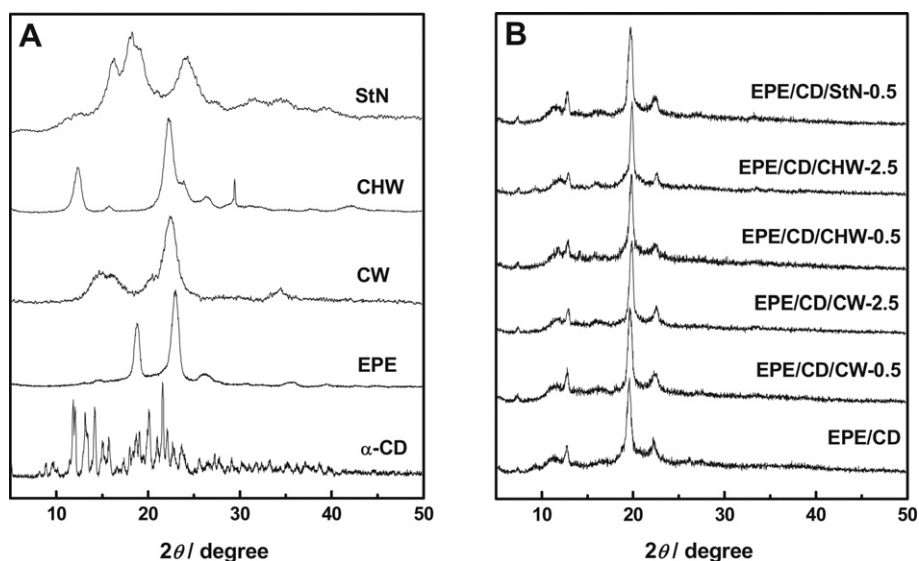 A
StN
CHW
CW
EPE
α-CD
10 20 30 40 50
2θ / degree
B
EPE/CD/StN-0.5
EPE/CD/CHW-2.5
EPE/CD/CHW-0.5
EPE/CD/CW-2.5
EPE/CD/CW-0.5
EPE/CD
10 20 30 40 50
2θ / degree